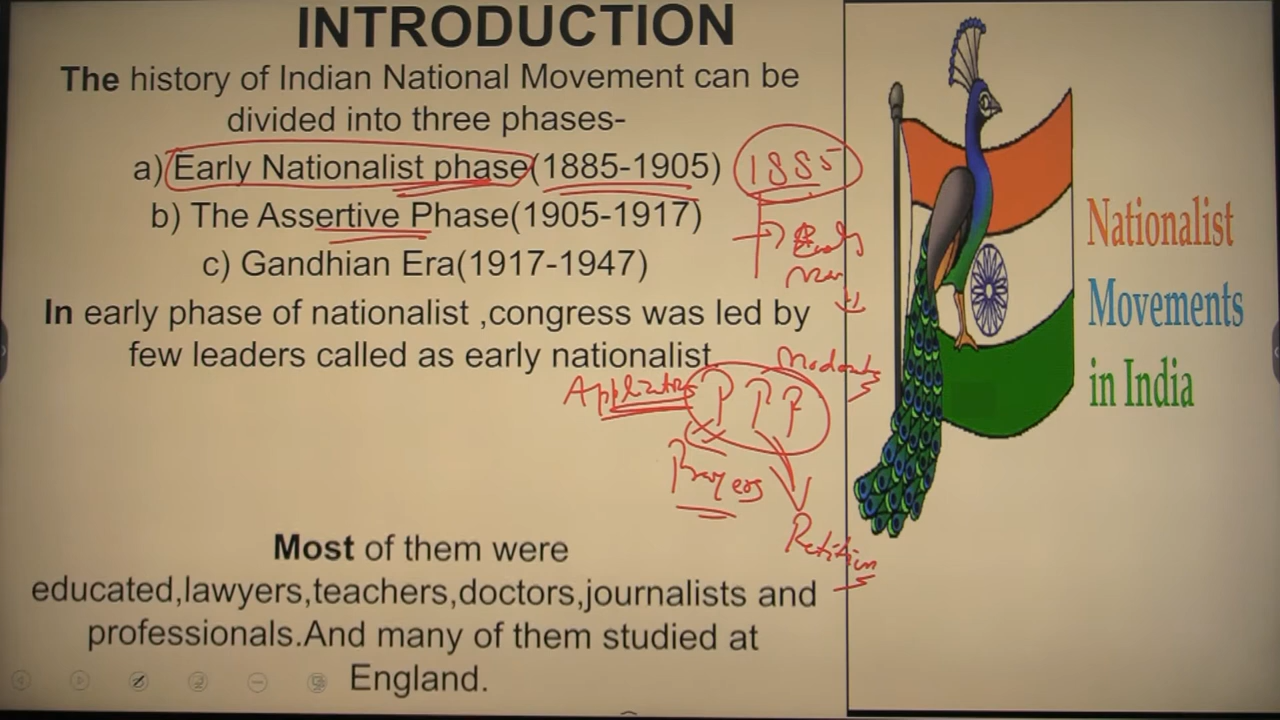 INTRODUCTION
The history of Indian National Movement can be
divided into three phases-
a) Early Nationalist phase(1885-1905)
b) The Assertive Phase(1905-1917)
c) Gandhian Era(1917-1947)
In early phase of nationalist ,congress was led by
few leaders called as early nationalist
Most of them were
educated,lawyers,teachers,doctors,journalists and
professionals.And many of them studied at
England.
1885
P P P
Prayers
Petition
Nationalist
Movements
in India